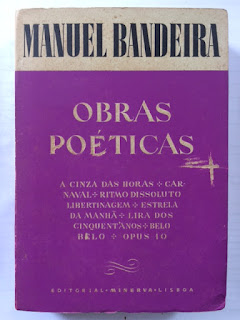 MANUEL BANDEIRA
OBRAS
POÉTICAS
A CINZA DAS HORAS + CAR-
NAVAL + RITMO DISSOLUTO
LIBERTINAGEM + ESTRELA
DA MANHÃ + LIRA DOS
CINQUENT'ANOS + BELO
BELO + OPUS 10
EDITORIAL • MINERVA • LISBOA